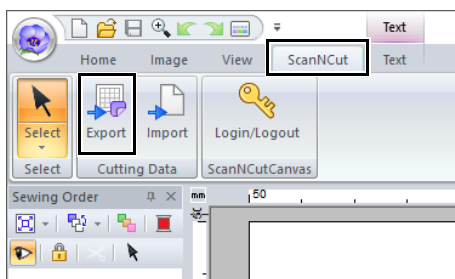 Text
Home Image View ScanNCut Text
Select Export Import Login/Logout
Select Cutting Data ScanNCutCanvas
Sewing Order mm 50